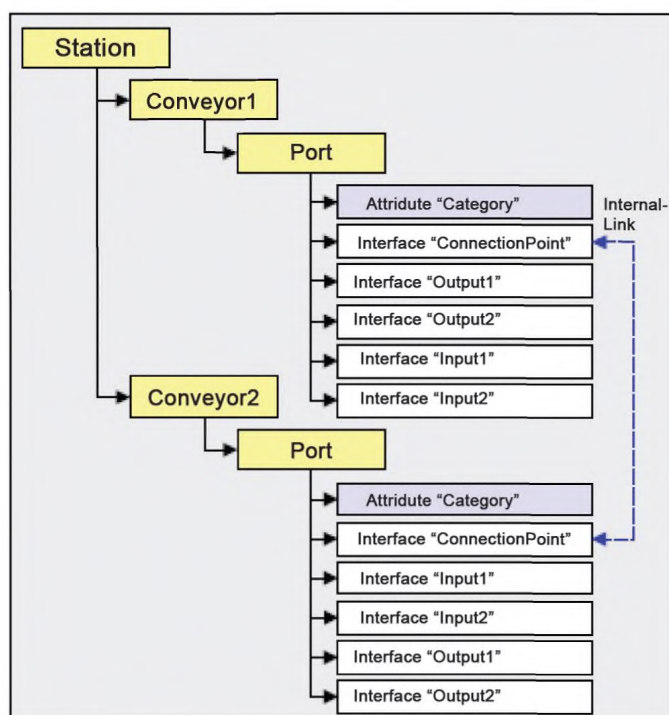 Station
Conveyor1
Port
Attridute “Category”
Internal-
Link
Interface “ConnectionPoint”
Interface “Output1”
Interface “Output2”
Interface “Input1”
Interface “Input2”
Conveyor2
Port
Attridute “Category”
Interface “ConnectionPoint”
Interface “Input1”
Interface “Input2”
Interface “Output1”
Interface “Output2”